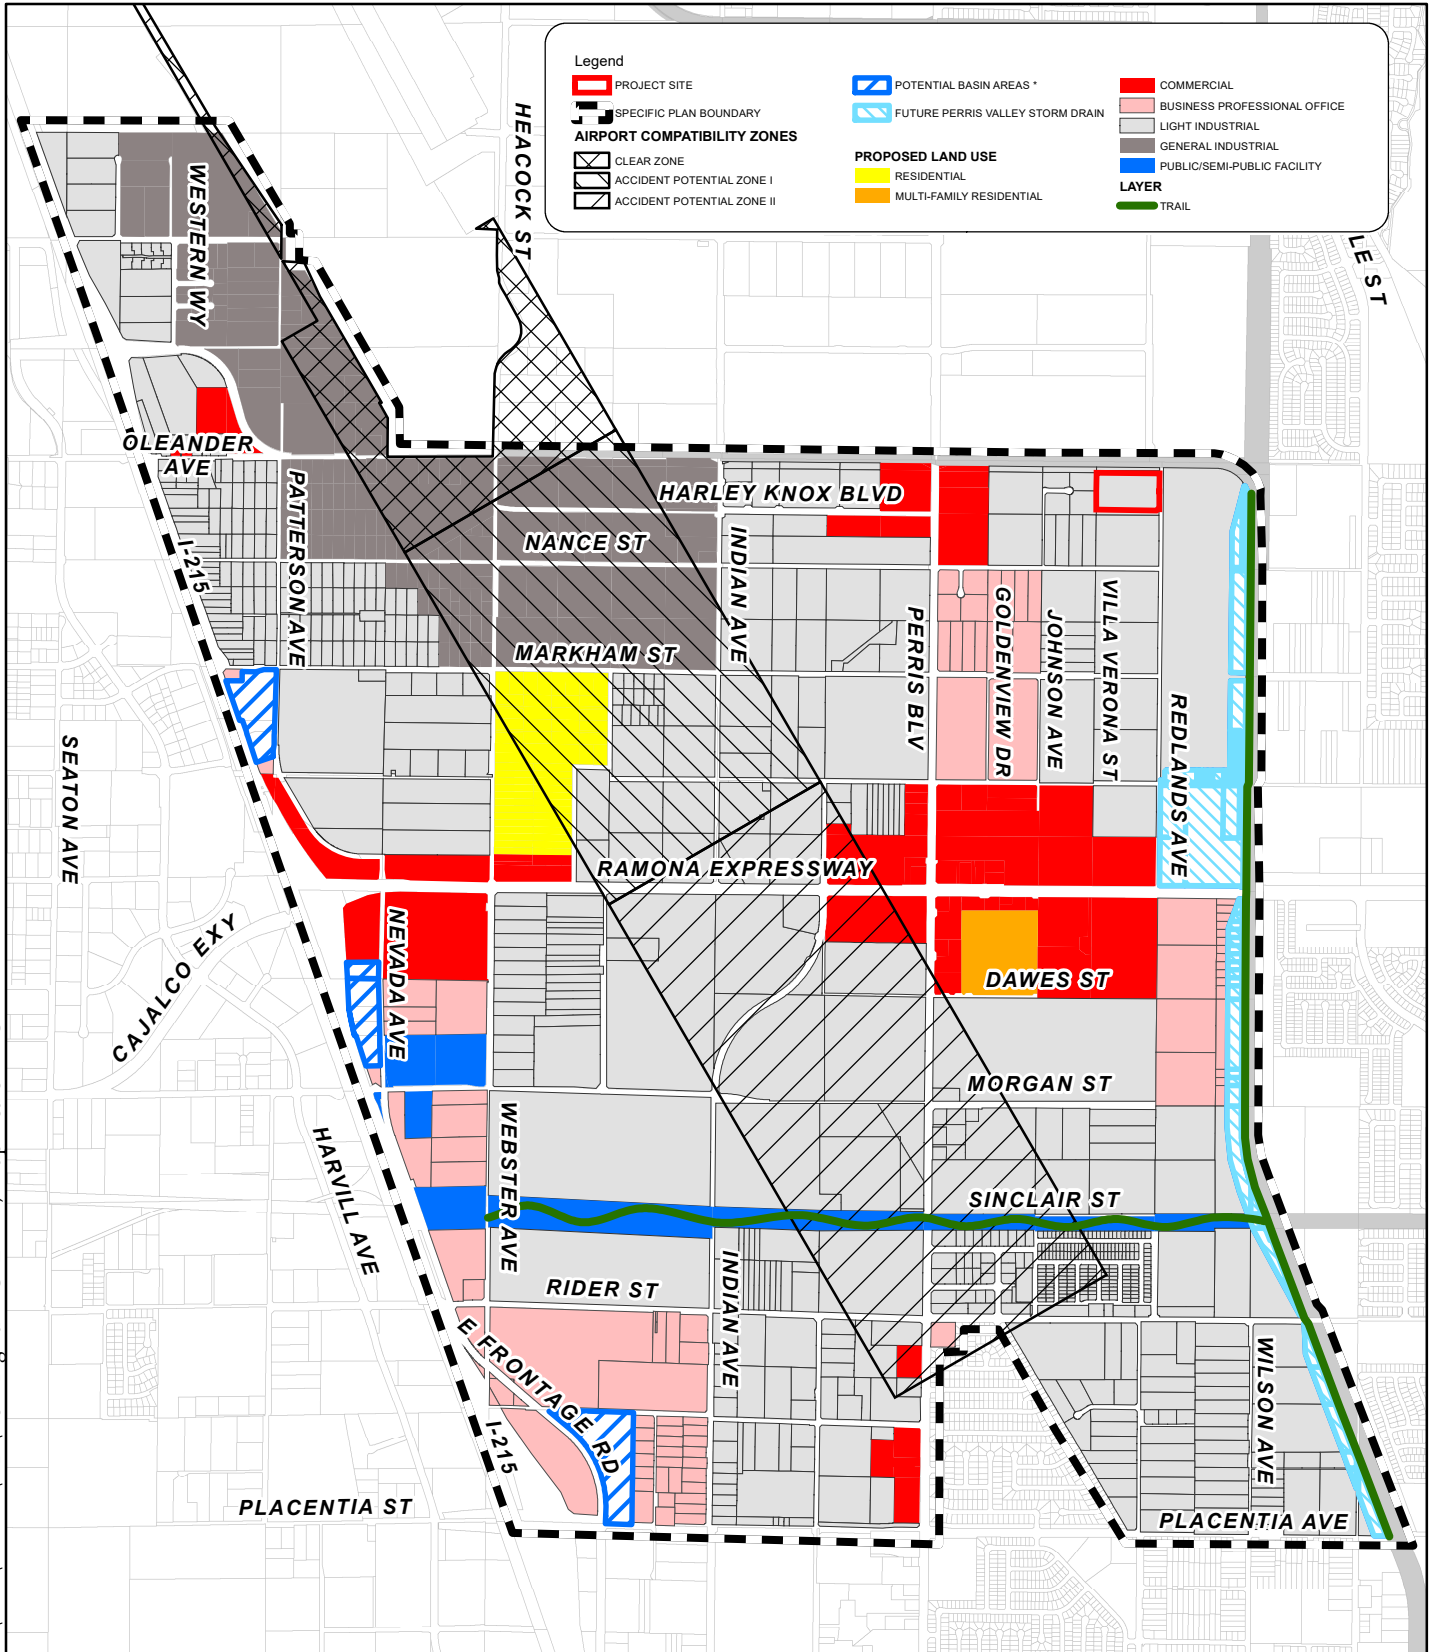 Legend
PROJECT SITE
SPECIFIC PLAN BOUNDARY
AIRPORT COMPATIBILITY ZONES
CLEAR ZONE
ACCIDENT POTENTIAL ZONE I
ACCIDENT POTENTIAL ZONE II
POTENTIAL BASIN AREAS *
FUTURE PERRIS VALLEY STORM DRAIN
PROPOSED LAND USE
RESIDENTIAL
MULTI-FAMILY RESIDENTIAL
COMMERCIAL
BUSINESS PROFESSIONAL OFFICE
LIGHT INDUSTRIAL
GENERAL INDUSTRIAL
PUBLIC/SEMI-PUBLIC FACILITY
LAYER
TRAIL
HEACOCK ST
WESTERN WY
LE ST
OLEANDER
AVE
PATTERSON AVE
I-215
HARLEY KNOX BLVD
NANCE ST
INDIAN AVE
MARKHAM ST
PERRIS BLV
GOLDENVIEW DR
JOHNSON AVE
VILLA VERONA ST
REDLANDS AVE
SEATON AVE
RAMONA EXPRESSWAY
CAJALCO EXY
NEVADA AVE
DAWES ST
MORGAN ST
HARVILL AVE
WEBSTER AVE
SINCLAIR ST
RIDER ST
INDIAN AVE
E FRONTAGE RD
WILSON AVE
I-215
PLACENTIA ST
PLACENTIA AVE